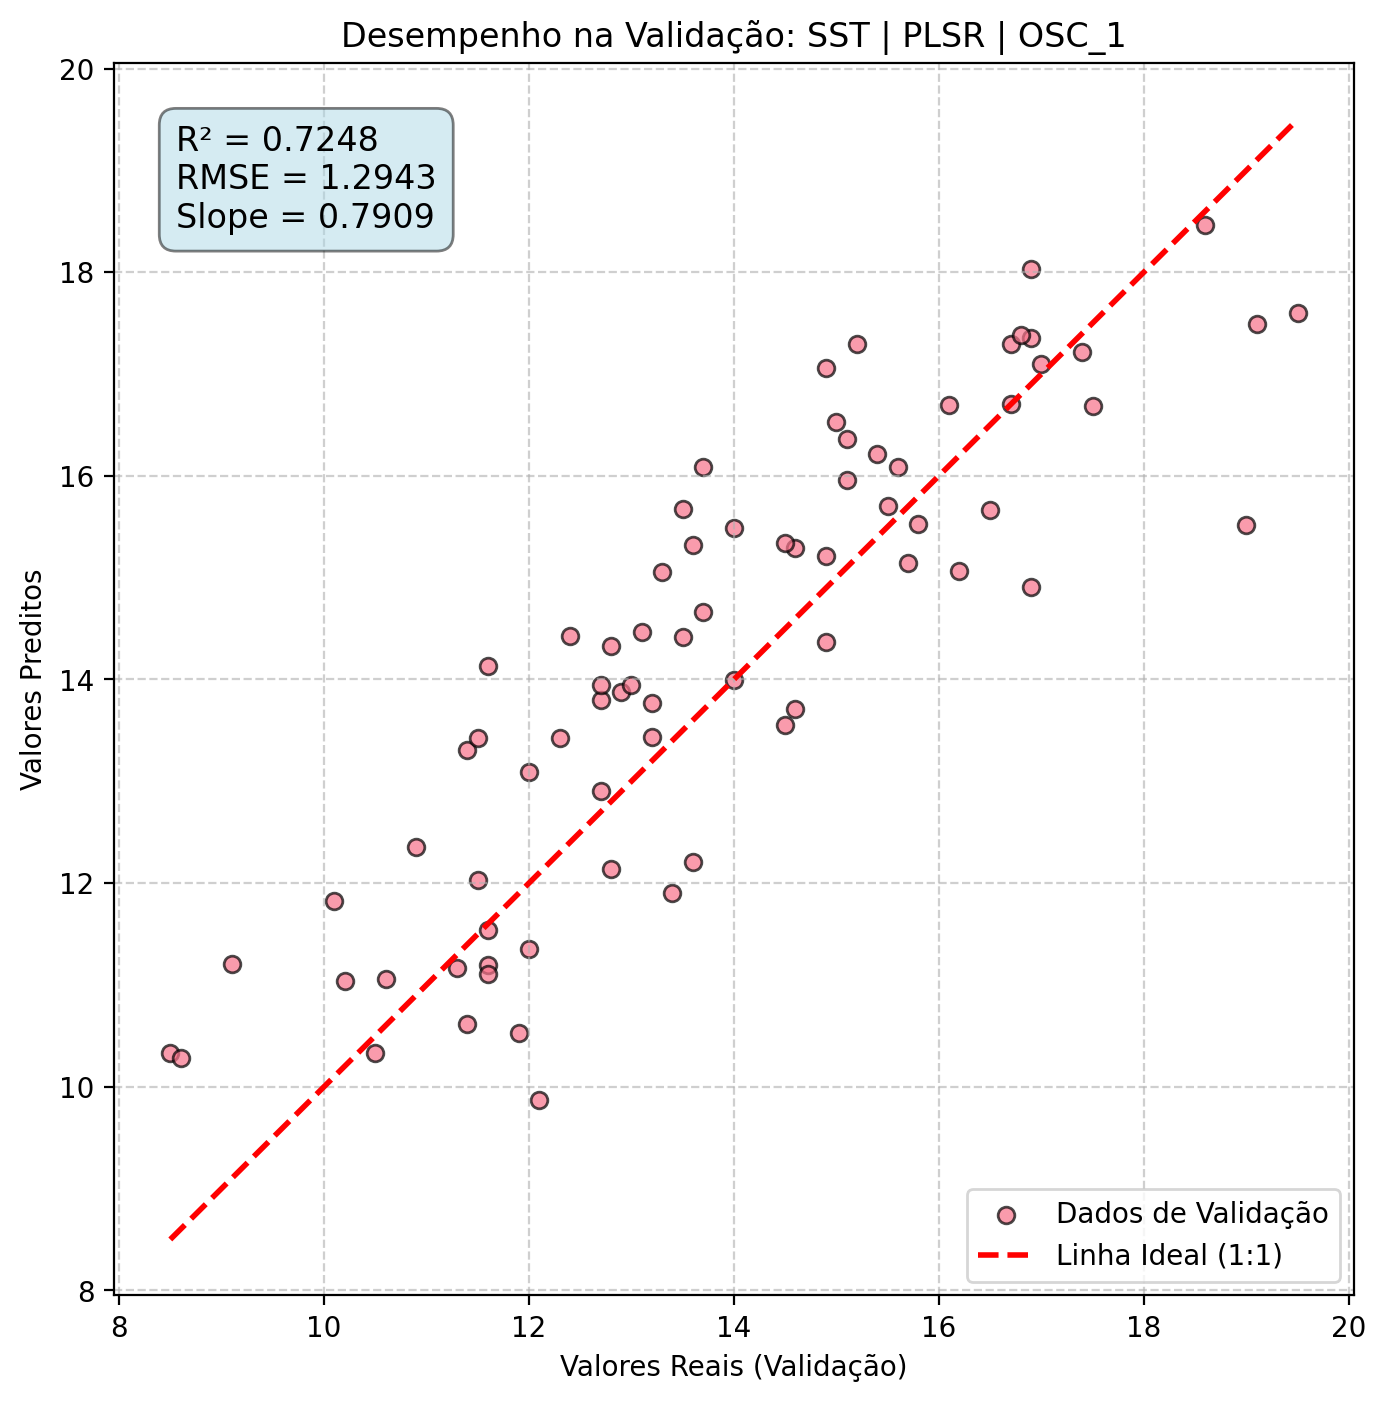 Desempenho na Validação: SST | PLSR | OSC_1
R² = 0.7248
RMSE = 1.2943
Slope = 0.7909
Valores Preditos
20
18
16
14
12
10
8
Dados de Validação
Linha Ideal (1:1)
8 10 12 14 16 18 20
Valores Reais (Validação)